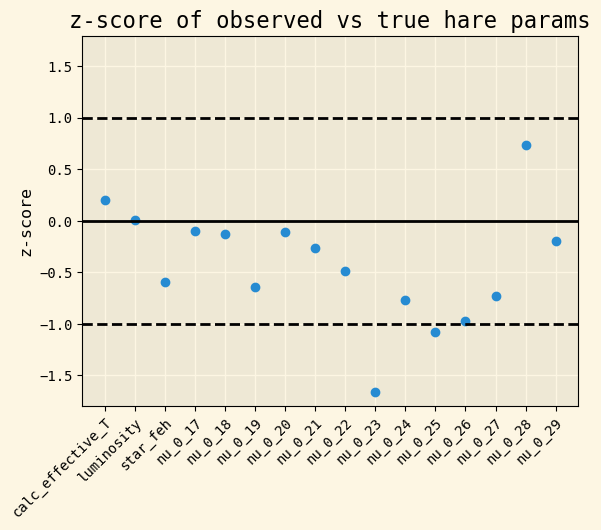 z-score of observed vs true hare params
z-score
1.5
1.0
0.5
0.0
−0.5
−1.0
−1.5
calc_effective_T
luminosity
star_feh
nu_0_17
nu_0_18
nu_0_19
nu_0_20
nu_0_21
nu_0_22
nu_0_23
nu_0_24
nu_0_25
nu_0_26
nu_0_27
nu_0_28
nu_0_29